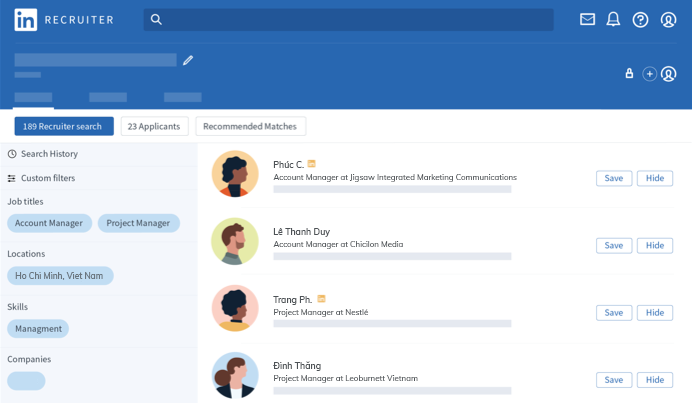 in RECRUITER
189 Recruiter search
23 Applicants
Recommended Matches
Search History
Custom filters
Job titles
Account Manager
Project Manager
Locations
Ho Chi Minh, Viet Nam
Skills
Managment
Companies
Phúc C. in
Account Manager at Jigsaw Integrated Marketing Communications
Save
Hide
Lê Thanh Duy
Account Manager at Chicilon Media
Save
Hide
Trang Ph. in
Project Manager at Nestlé
Save
Hide
Đình Thắng
Project Manager at Leoburnett Vietnam
Save
Hide